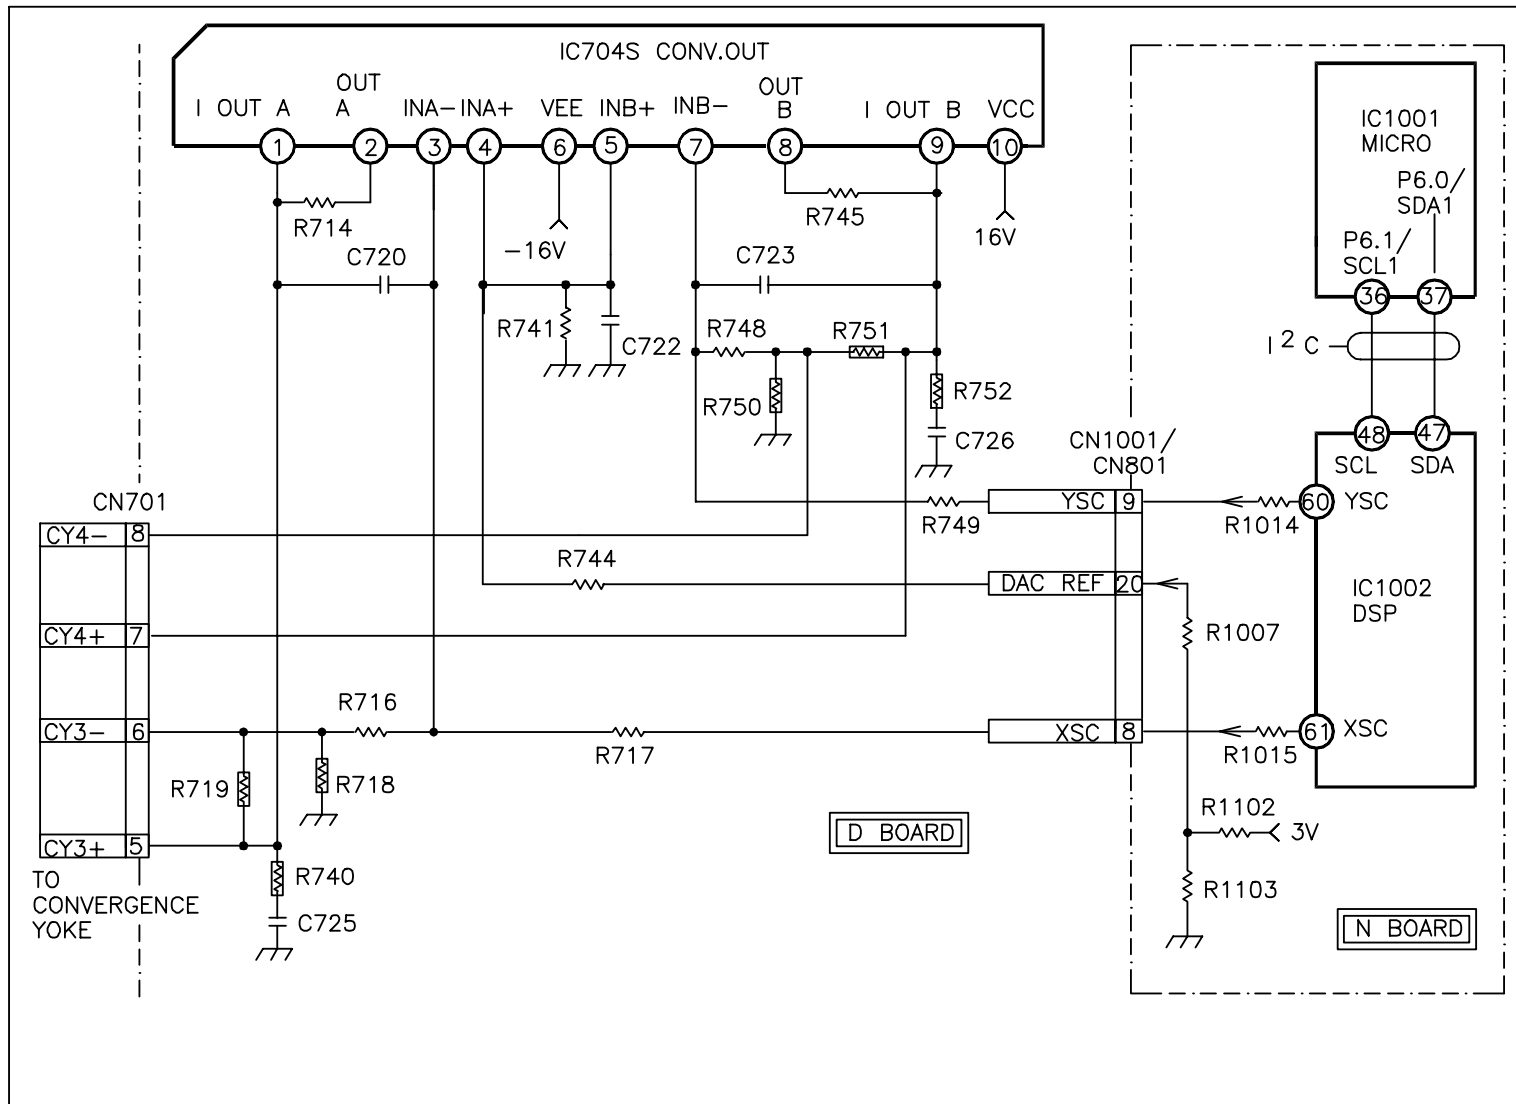 IC704S CONV.OUT
I OUT A
OUT
A
INA-
INA+
VEE
INB+
INB-
OUT
B
I OUT B
VCC
1
2
3
4
6
5
7
8
9
10
R714
R745
-16V
16V
C720
C723
R741
C722
R748
R751
R750
R752
C726
IC1001
MICRO
P6.0/
SDA1
P6.1/
SCL1
36
37
I 2 C
48
47
SCL
SDA
CN1001/
CN801
CN701
YSC 9
R749
R1014
60 YSC
CY4- 8
R744
DAC REF 20
IC1002
DSP
CY4+ 7
R1007
R716
CY3- 6
R717
XSC 8
R1015
61 XSC
R719
R718
R1102
3V
D BOARD
CY3+ 5
TO
CONVERGENCE
YOKE
R740
C725
R1103
N BOARD